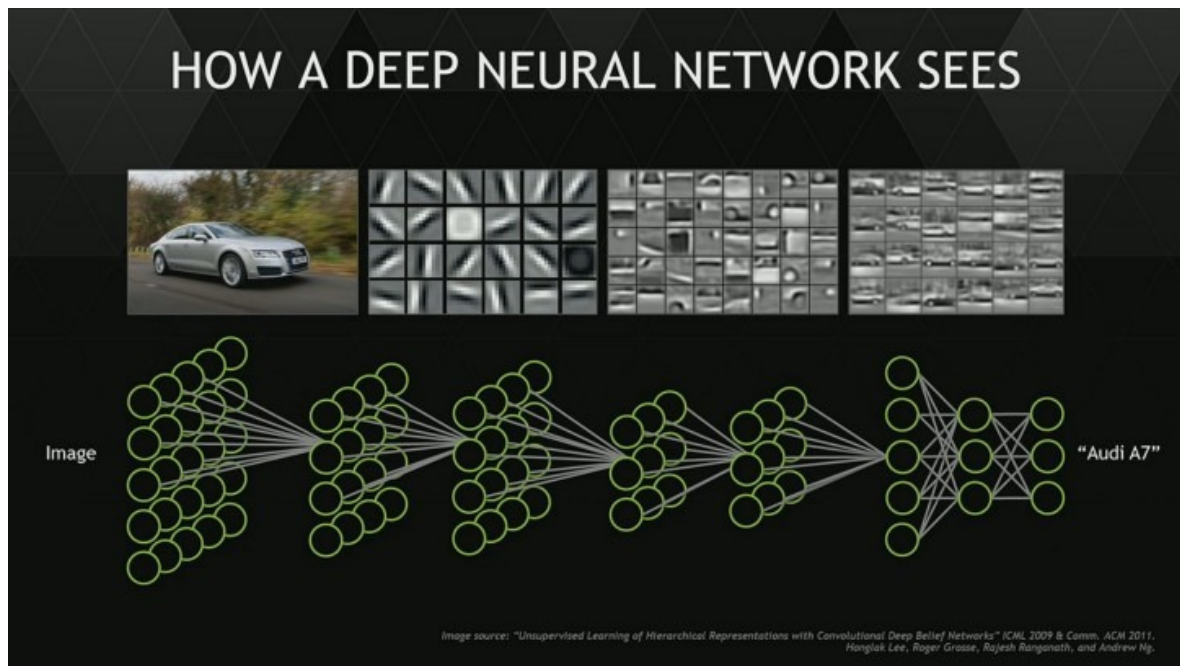 HOW A DEEP NEURAL NETWORK SEES
Image
“Audi A7”
Image source: “Unsupervised Learning of Hierarchical Representations with Convolutional Deep Belief Networks” ICML 2009 & Comm. ACM 2011.
Honglak Lee, Roger Grosse, Rajesh Ranganath, and Andrew Ng.